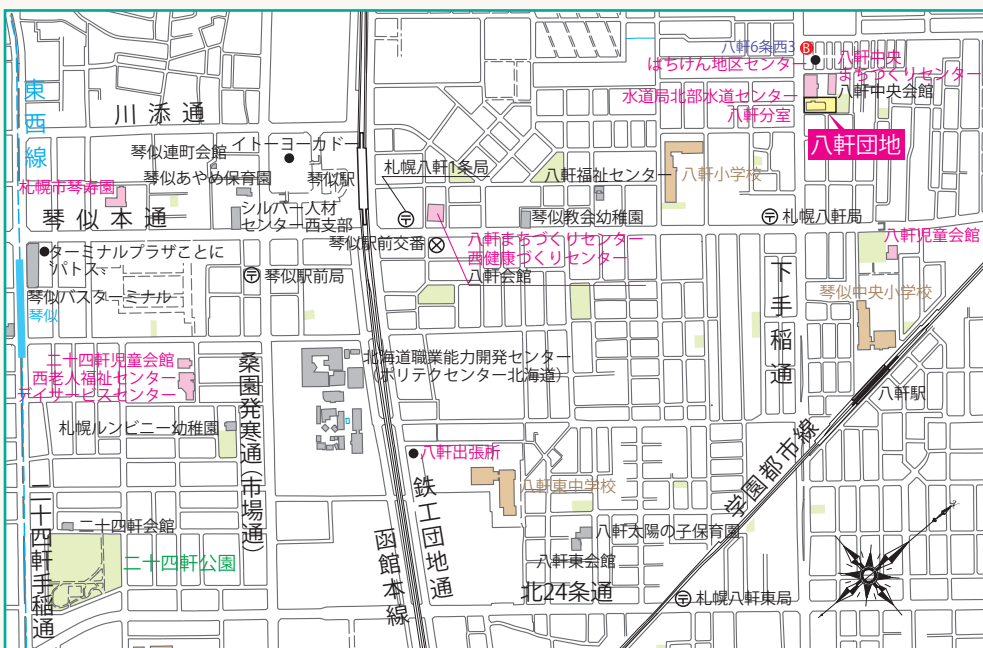 八軒6条西3
B
はちけん地区センター
八軒中央
まちづくりセンター
八軒中央会館
水道局北部水道センター
八軒分室
八軒団地
東西線
川添通
イトーヨーカドー
琴似連町会館
琴似あやめ保育園
琴似駅
札幌八軒1条局
八軒福祉センター
八軒小学校
札幌市琴寿園
琴似本通
シルバー人材
センター西支部
琴似教会幼稚園
札幌八軒局
琴似駅前交番
八軒まちづくりセンター
西健康づくりセンター
八軒会館
八軒児童会館
ターミナルプラザことに
パトス、
琴似駅前局
琴似バスターミナル
琴似
下手稲通
琴似中央小学校
二十四軒児童会館
西老人福祉センター
デイサービスセンター
桑園発寒通(市場通)
北海道職業能力開発センター
(ポリテクセンター北海道)
八軒駅
札幌ルンビニー幼稚園
八軒出張所
学園都市線
鉄工団地通
八軒東中学校
二十四軒手稲通
二十四軒会館
函館本線
八軒太陽の子保育園
二十四軒公園
八軒東会館
北24条通
札幌八軒東局